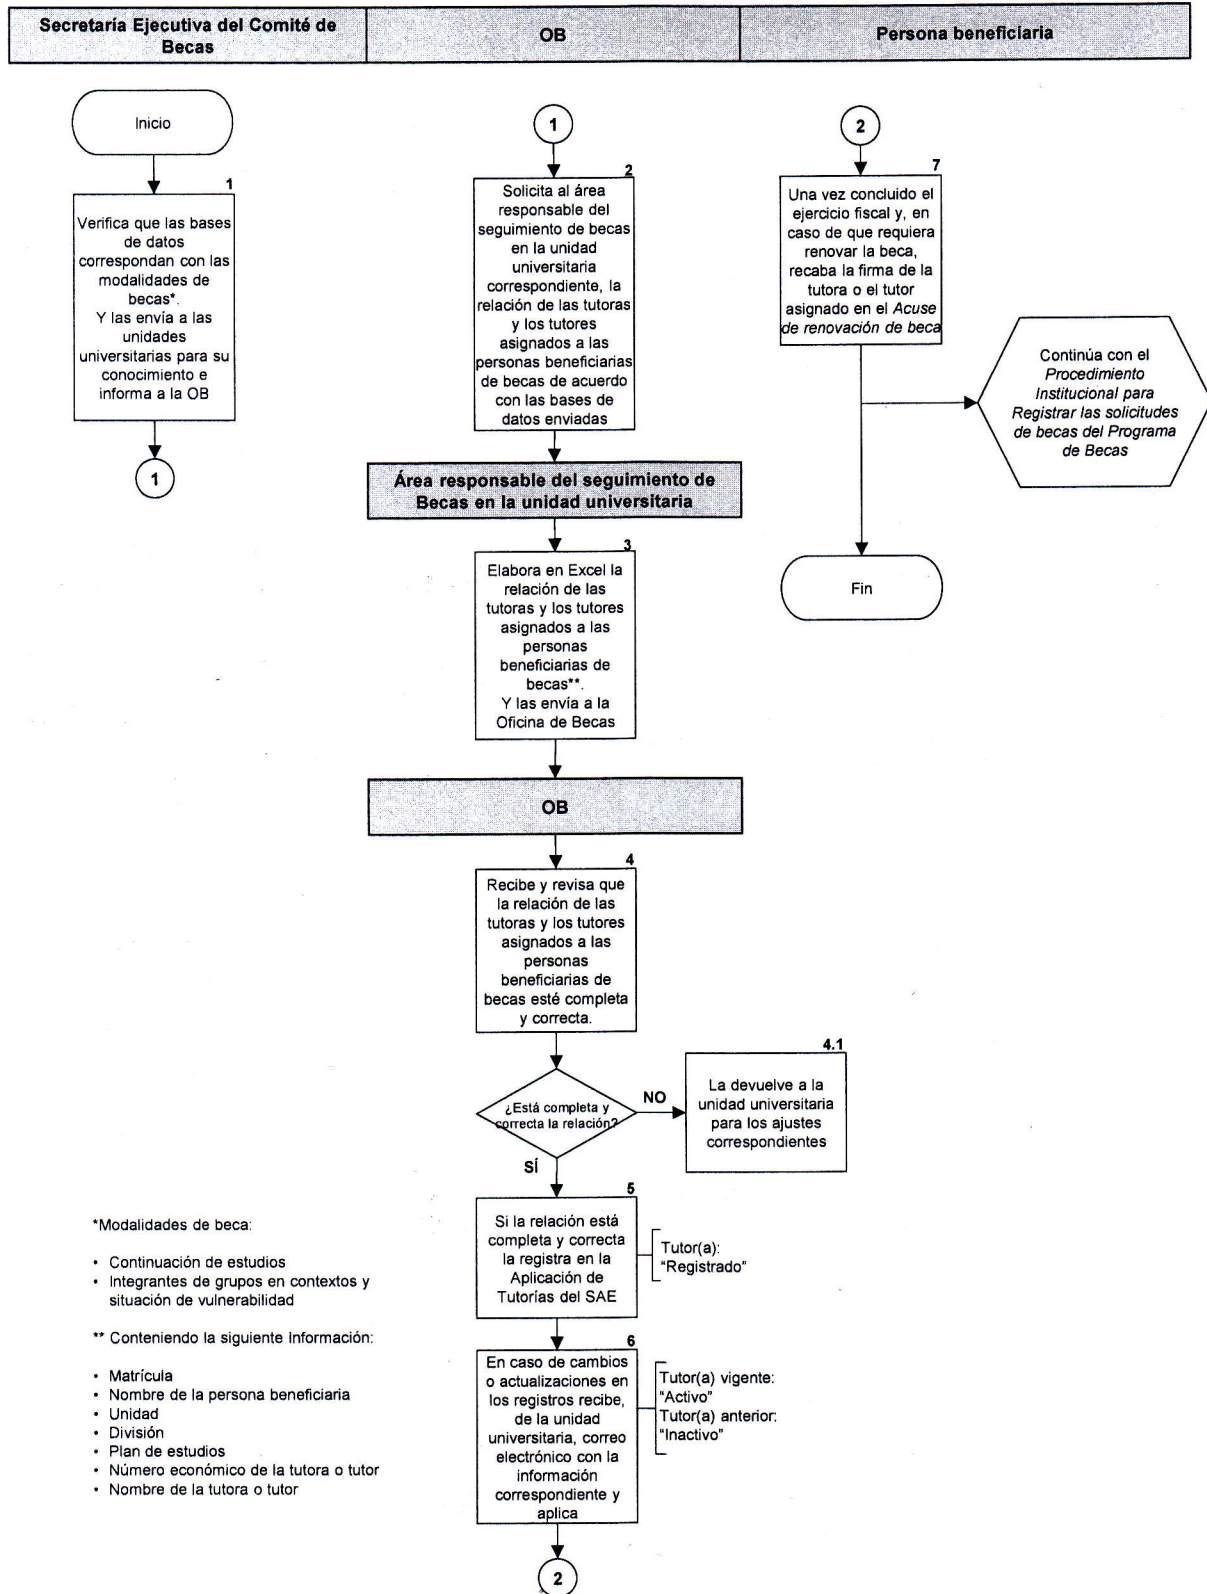 Secretaría Ejecutiva del Comité de
Becas
OB
Persona beneficiaria
Inicio
1
Verifica que las bases
de datos
correspondan con las
modalidades de
becas*.
Y las envía a las
unidades
universitarias para su
conocimiento e
informa a la OB
1
1
2
Solicita al área
responsable del
seguimiento de becas
en la unidad
universitaria
correspondiente, la
relación de las tutoras
y los tutores
asignados a las
personas beneficiarias
de becas de acuerdo
con las bases de
datos enviadas
Área responsable del seguimiento de
Becas en la unidad universitaria
3
Elabora en Excel la
relación de las
tutoras y los tutores
asignados a las
personas
beneficiarias de
becas**.
Y las envía a la
Oficina de Becas
OB
4
Recibe y revisa que
la relación de las
tutoras y los tutores
asignados a las
personas
beneficiarias de
becas esté completa
y correcta.
¿Está completa y
correcta la relación?
NO
4.1
La devuelve a la
unidad universitaria
para los ajustes
correspondientes
SÍ
5
Si la relación está
completa y correcta
la registra en la
Aplicación de
Tutorías del SAE
Tutor(a):
"Registrado"
6
En caso de cambios
o actualizaciones en
los registros recibe,
de la unidad
universitaria, correo
electrónico con la
información
correspondiente y
aplica
Tutor(a) vigente:
"Activo"
Tutor(a) anterior:
"Inactivo"
2
2
7
Una vez concluido el
ejercicio fiscal y, en
caso de que requiera
renovar la beca,
recaba la firma de la
tutora o el tutor
asignado en el Acuse
de renovación de beca
Continúa con el
Procedimiento
Institucional para
Registrar las solicitudes
de becas del Programa
de Becas
Fin
*Modalidades de beca:
• Continuación de estudios
• Integrantes de grupos en contextos y
situación de vulnerabilidad
** Conteniendo la siguiente Información:
• Matrícula
• Nombre de la persona beneficiaria
• Unidad
• División
• Plan de estudios
• Número económico de la tutora o tutor
• Nombre de la tutora o tutor